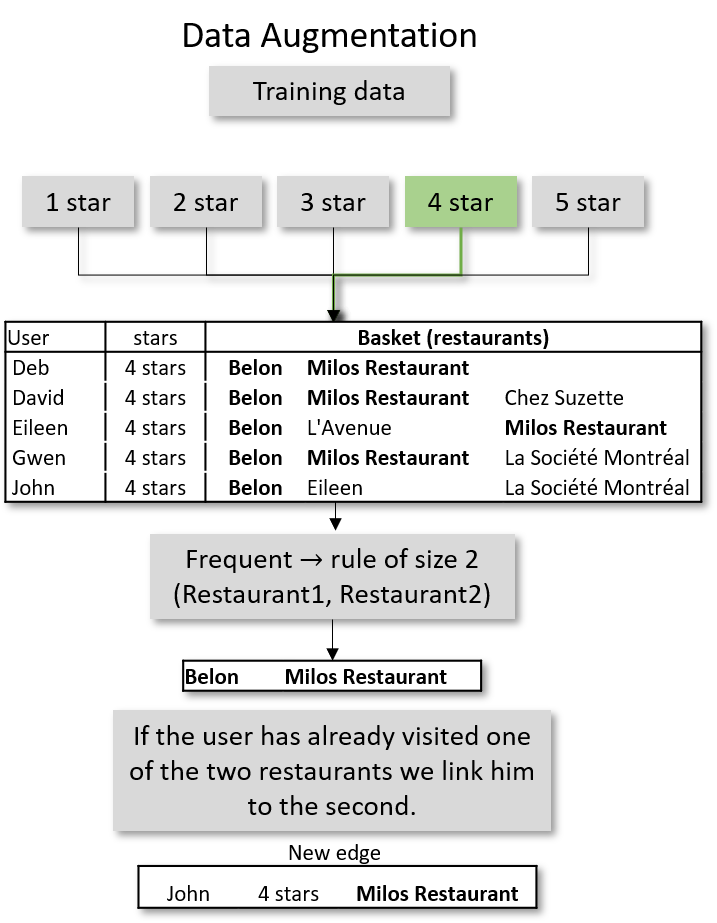 Data Augmentation
Training data
1 star 2 star 3 star 4 star 5 star
User stars Basket (restaurants)
Deb 4 stars Belon Milos Restaurant
David 4 stars Belon Milos Restaurant Chez Suzette
Eileen 4 stars Belon L'Avenue Milos Restaurant
Gwen 4 stars Belon Milos Restaurant La Société Montréal
John 4 stars Belon Eileen La Société Montréal
Frequent → rule of size 2
(Restaurant1, Restaurant2)
Belon Milos Restaurant
If the user has already visited one
of the two restaurants we link him
to the second.
New edge
John 4 stars Milos Restaurant